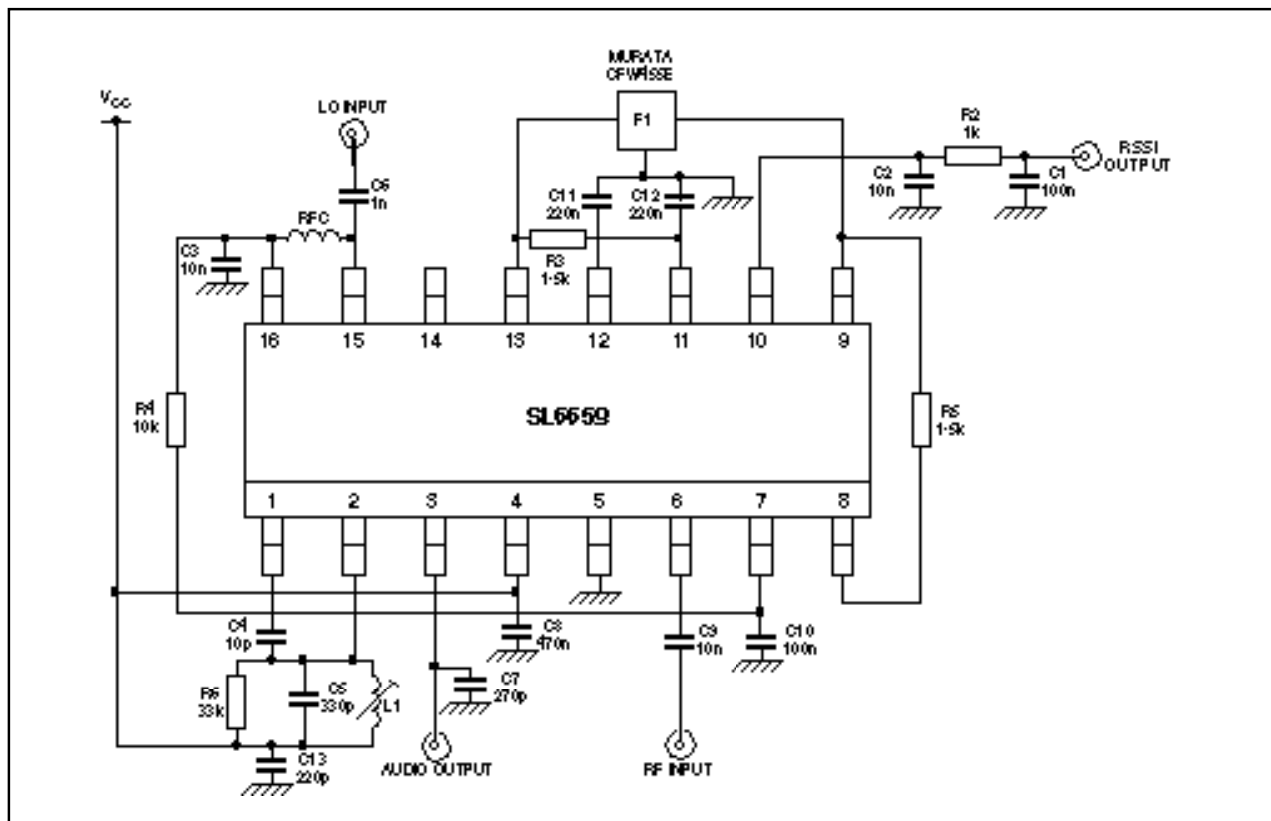 MURATA
CFW455E
F1
VCC
LO INPUT
R2
1k
RSSI
OUTPUT
C6
1n
C11
220n
C12
220n
C2
10n
C1
100n
RFC
C3
10n
R3
1·5k
16 15 14 13 12 11 10 9
R4
10k
SL6659
R5
1·5k
1 2 3 4 5 6 7 8
C4
10p
C8
470n
C9
10n
C10
100n
R6
33k
C5
330p
L1
C7
270p
C13
220p
AUDIO OUTPUT
RF INPUT